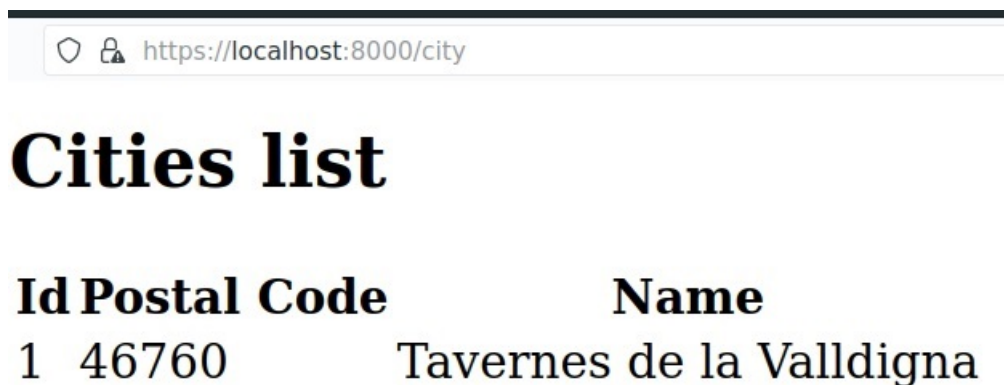 https://localhost:8000/city
Cities list
Id Postal Code Name
1 46760 Tavernes de la Valldigna